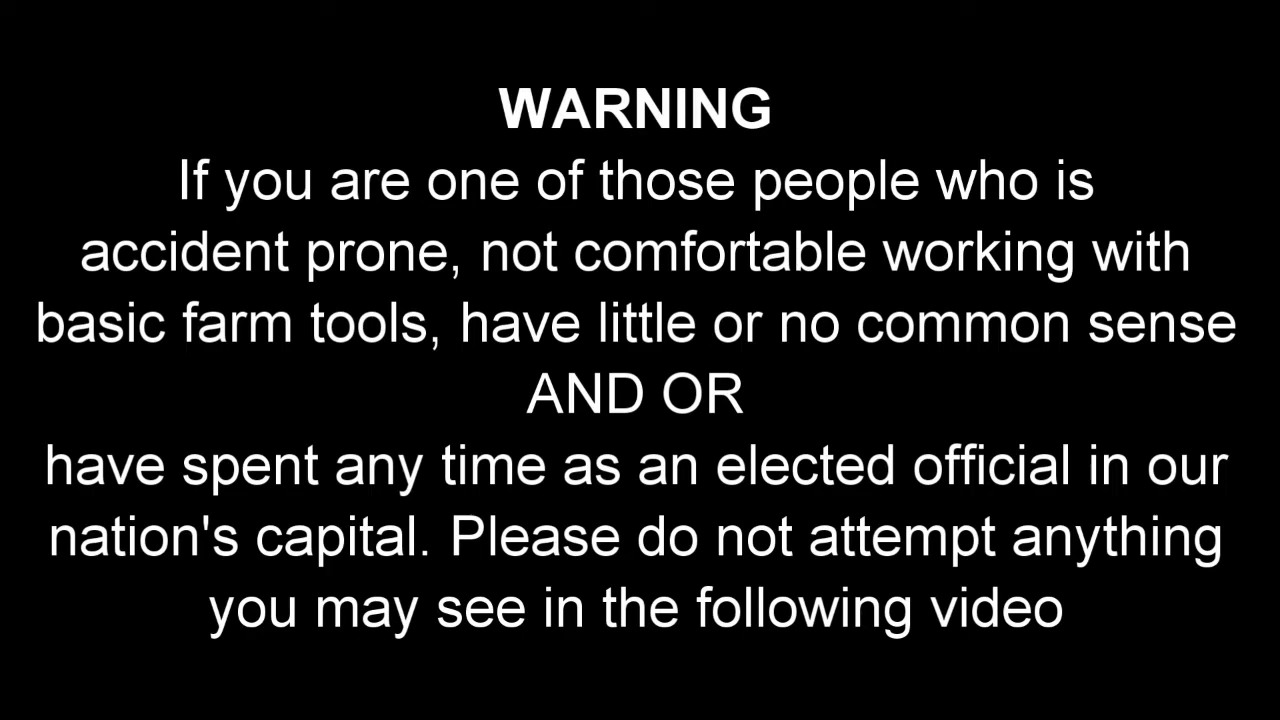 WARNING
If you are one of those people who is
accident prone, not comfortable working with
basic farm tools, have little or no common sense
AND OR
have spent any time as an elected official in our
nation's capital. Please do not attempt anything
you may see in the following video